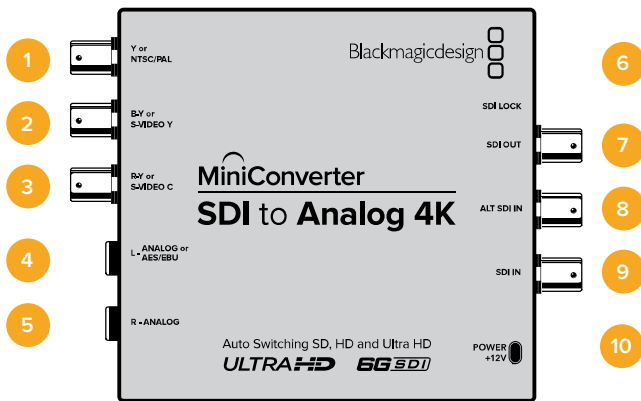 1
Y or
NTSC/PAL
2
B-Y or
S-VIDEO Y
3
R-Y or
S-VIDEO C
4
L - ANALOG or
AES/EBU
5
R - ANALOG
Blackmagicdesign
MiniConverter
SDI to Analog 4K
Auto Switching SD, HD and Ultra HD
ULTRA HD 6G SDI
6
SDI LOCK
SDI OUT
7
ALT SDI IN
8
SDI IN
9
POWER
+12V
10